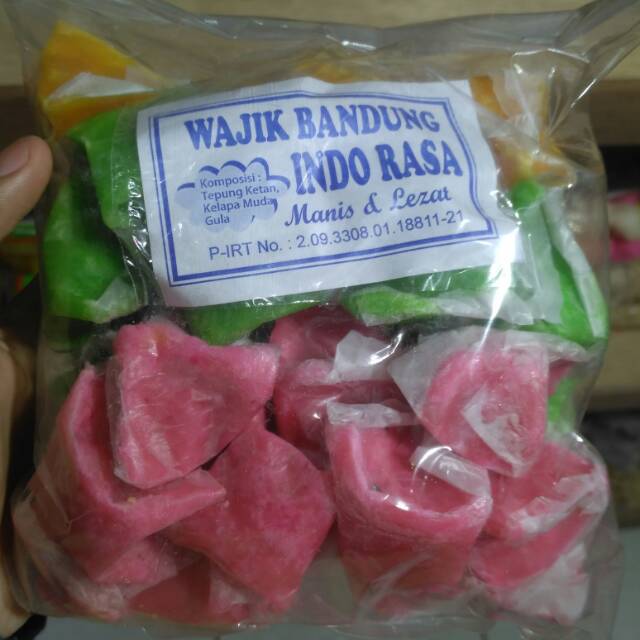 WAJIK BANDUNG
INDO RASA
Komposisi :
Tepung Ketan,
Kelapa Muda,
Gula
Manis & Lezat
P-IRT No. : 2.09.3308.01.18811-21